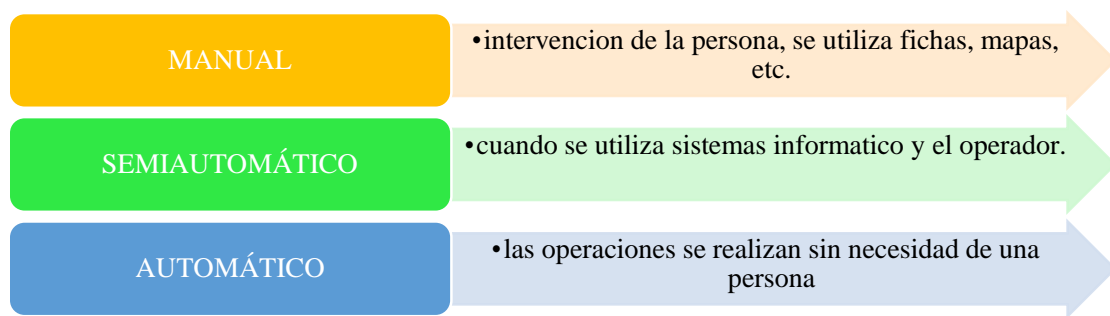 MANUAL
•intervencion de la persona, se utiliza fichas, mapas,
etc.
SEMIAUTOMÁTICO
•cuando se utiliza sistemas informatico y el operador.
AUTOMÁTICO
•las operaciones se realizan sin necesidad de una
persona